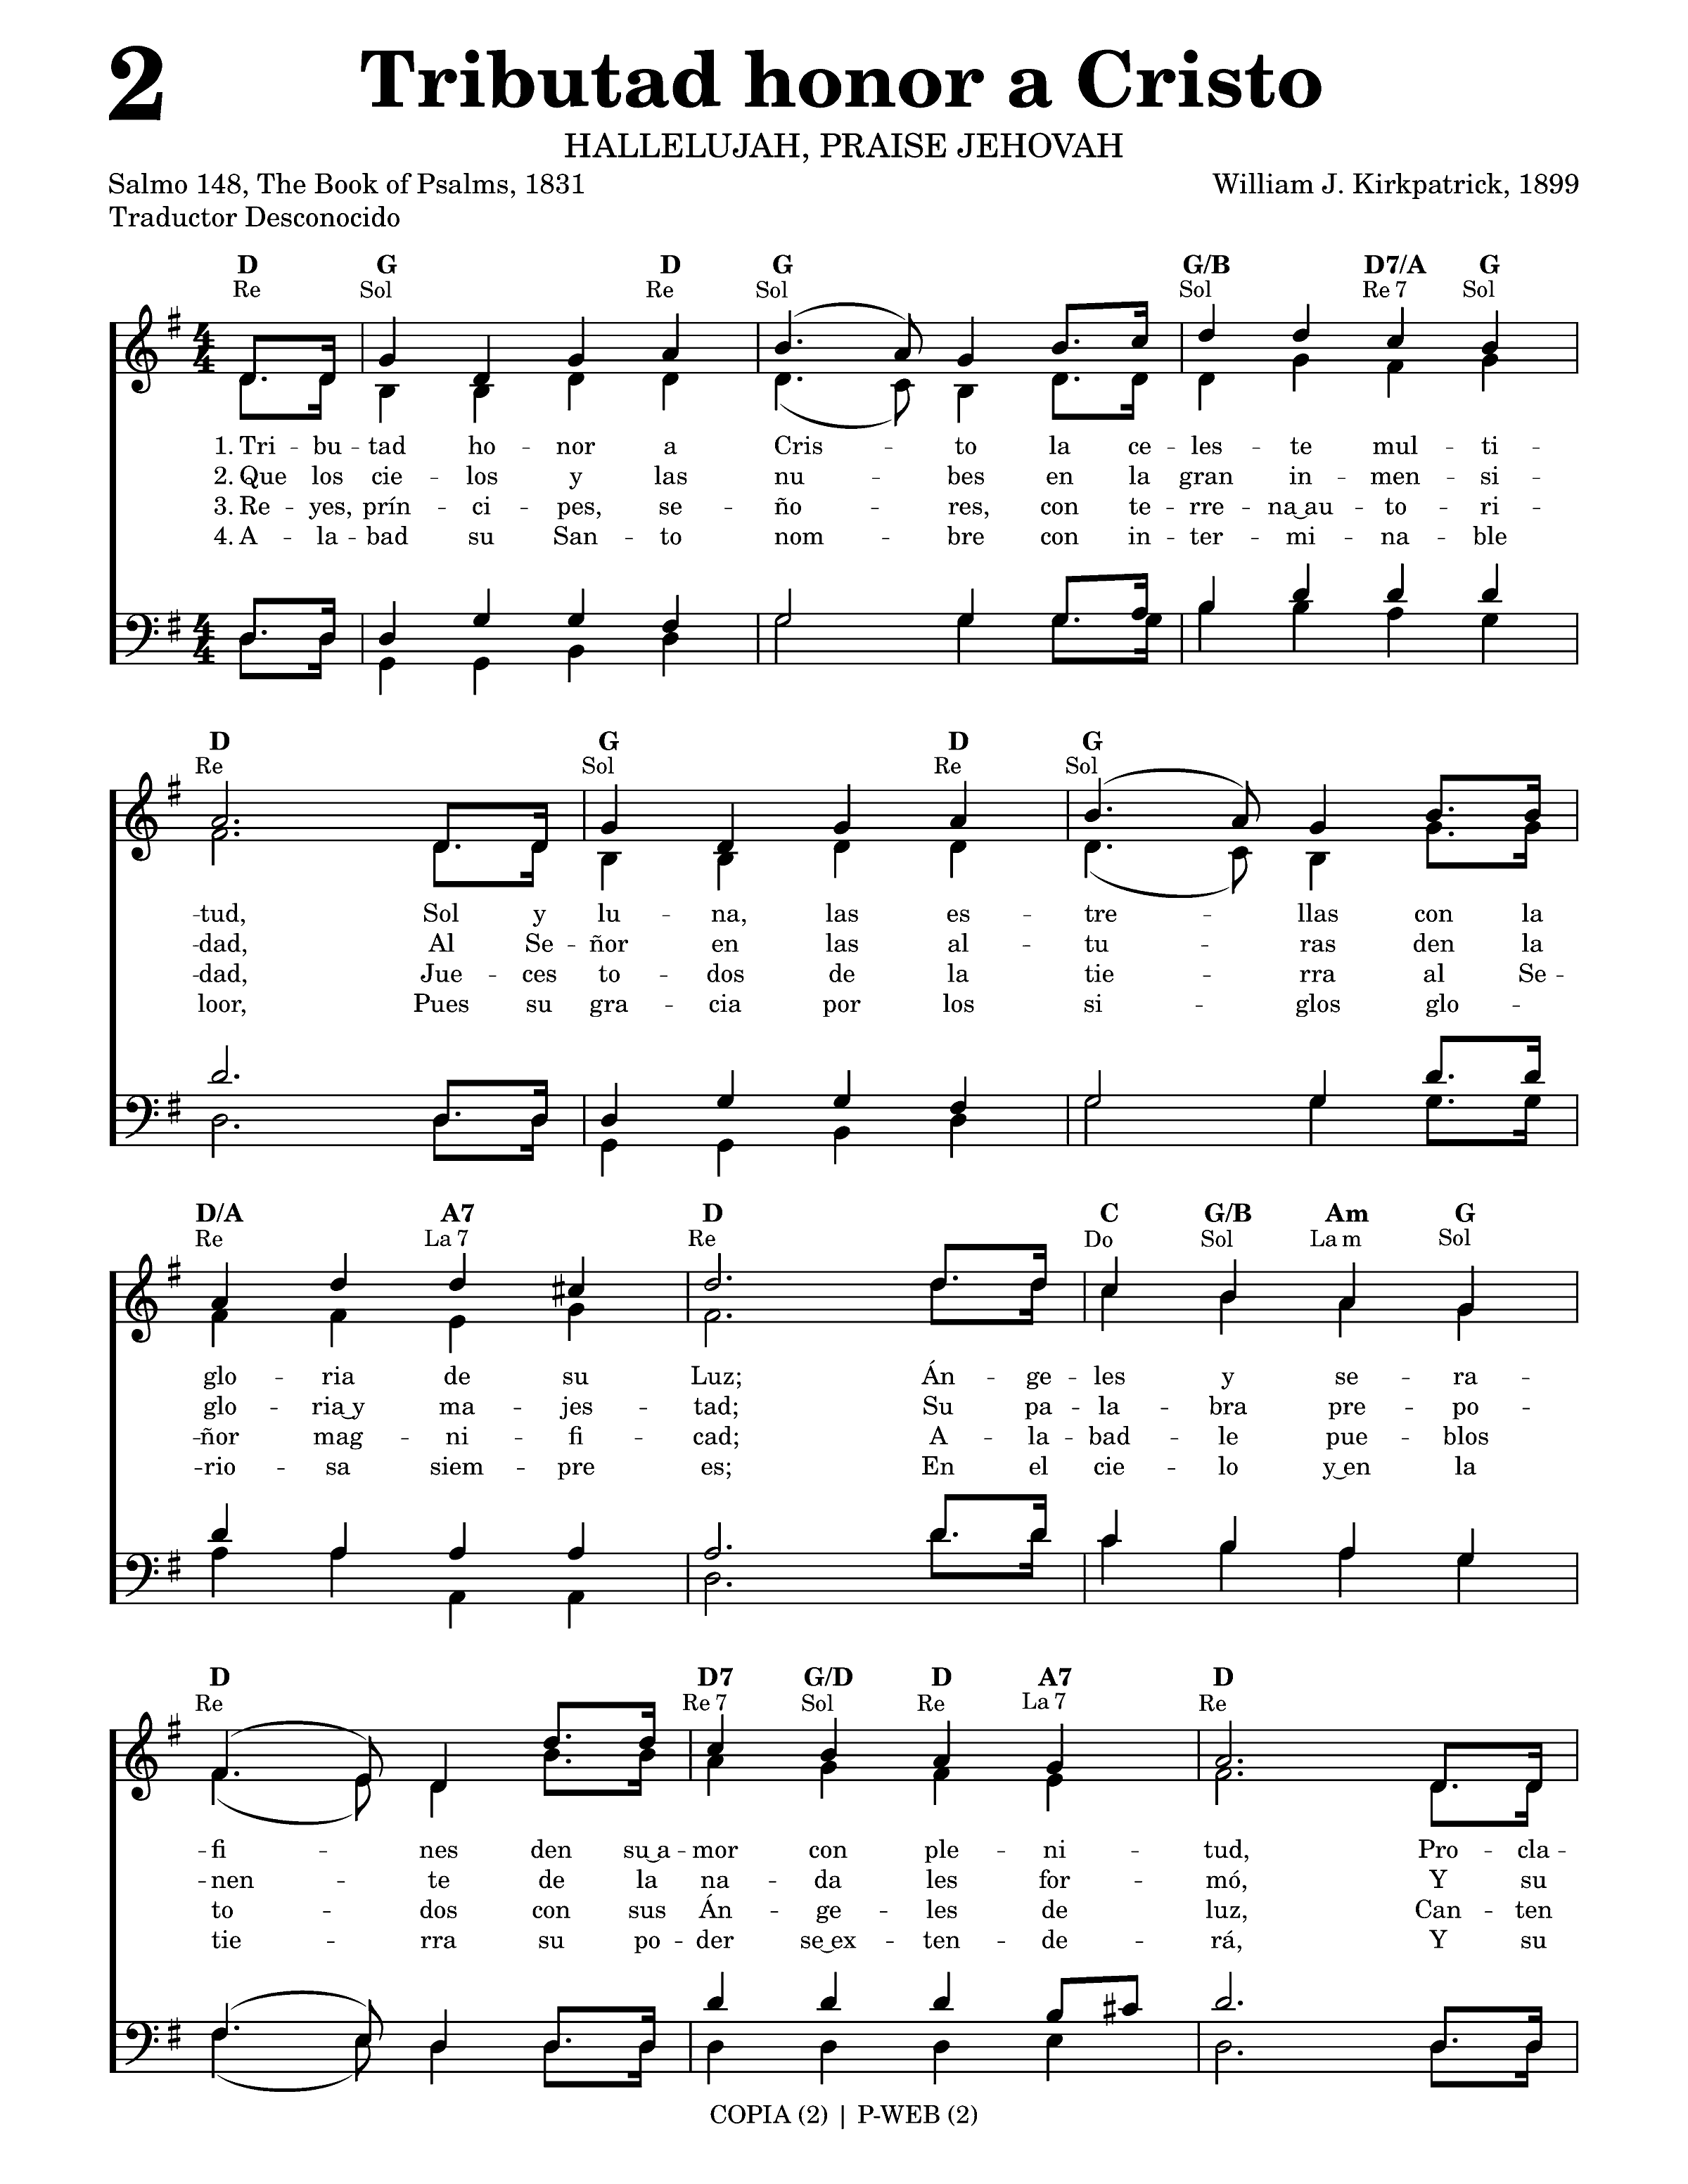 2 Tributad honor a Cristo
HALLELUJAH, PRAISE JEHOVAH
Salmo 148, The Book of Psalms, 1831 William J. Kirkpatrick, 1899
Traductor Desconocido
D G D G G/B D7/A G
Re Sol Re Sol Sol Re 7 Sol
1. Tri - bu - tad ho - nor a Cris - to la ce - les - te mul - ti -
2. Que los cie - los y las nu - bes en la gran in - men - si -
3. Re - yes, prín - ci - pes, se - ño - res, con te - rre - na‿au - to - ri -
4. A - la - bad su San - to nom - bre con in - ter - mi - na - ble
D G D G
Re Sol Re Sol
- tud, Sol y lu - na, las es - tre - llas con la
- dad, Al Se - ñor en las al - tu - ras den la
- dad, Jue - ces to - dos de la tie - rra al Se -
loor, Pues su gra - cia por los si - glos glo -
D/A A7 D C G/B Am G
Re La 7 Re Do Sol La m Sol
glo - ria de su Luz; Án - ge - les y se - ra -
glo - ria‿y ma - jes - tad; Su pa - la - bra pre - po -
- ñor mag - ni - fi - cad; A - la - bad - le pue - blos
- rio - sa siem - pre es; En el cie - lo y‿en la
D D7 G/D D A7 D
Re Re 7 Sol Re La 7 Re
- fi - nes den su‿a - mor con ple - ni - tud, Pro - cla -
- nen - te de la na - da les for - mó, Y su
to - dos con sus Án - ge - les de luz, Can - ten
tie - rra su po - der se‿ex - ten - de - rá, Y su
COPIA (2) | P-WEB (2)